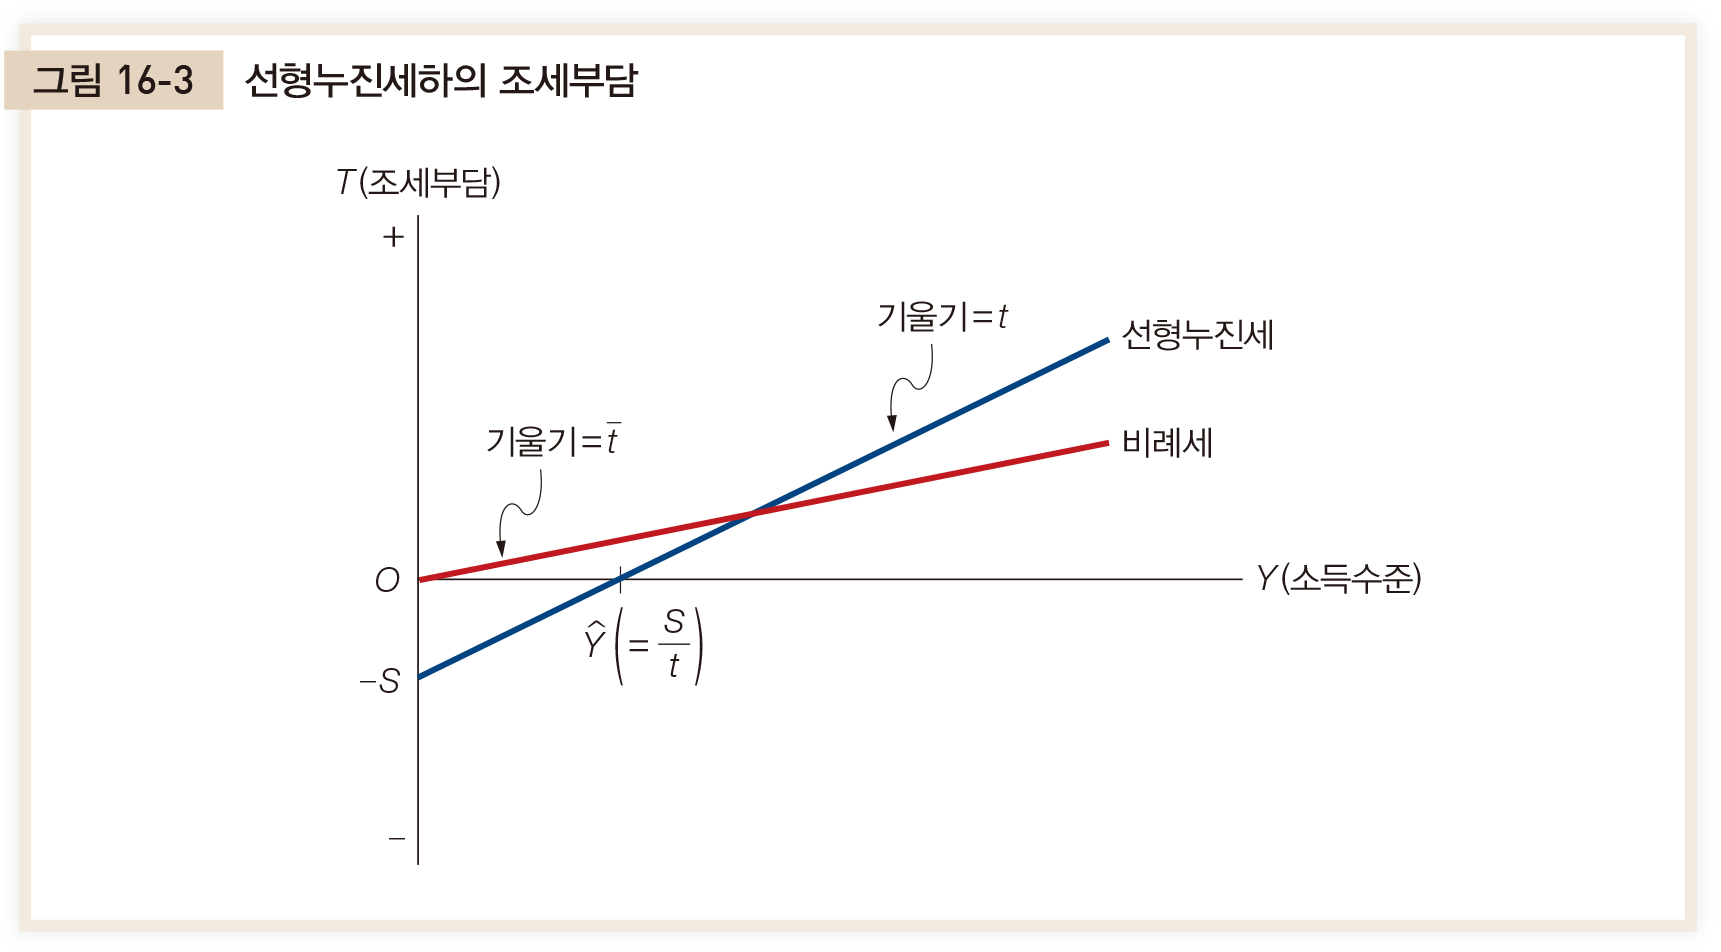 그림 16-3 선형누진세하의 조세부담
T(조세부담)
+
기울기=t
선형누진세
기울기=t̅
비례세
O
Y(소득수준)
Ŷ(=S/t)
−S
−